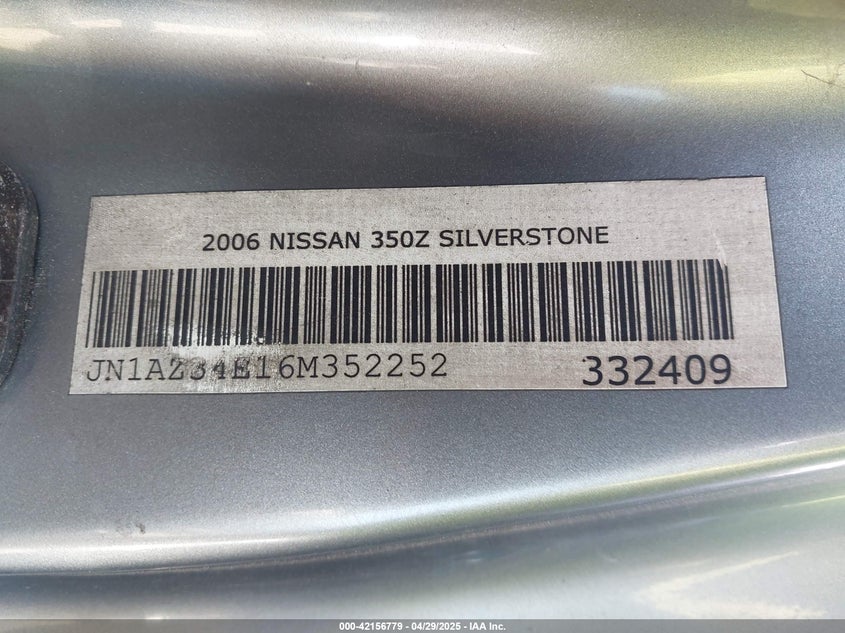 2006 NISSAN 350Z SILVERSTONE
JN1AZ34E16M352252
332409
000-42156779 - 04/29/2025 - IAA Inc.